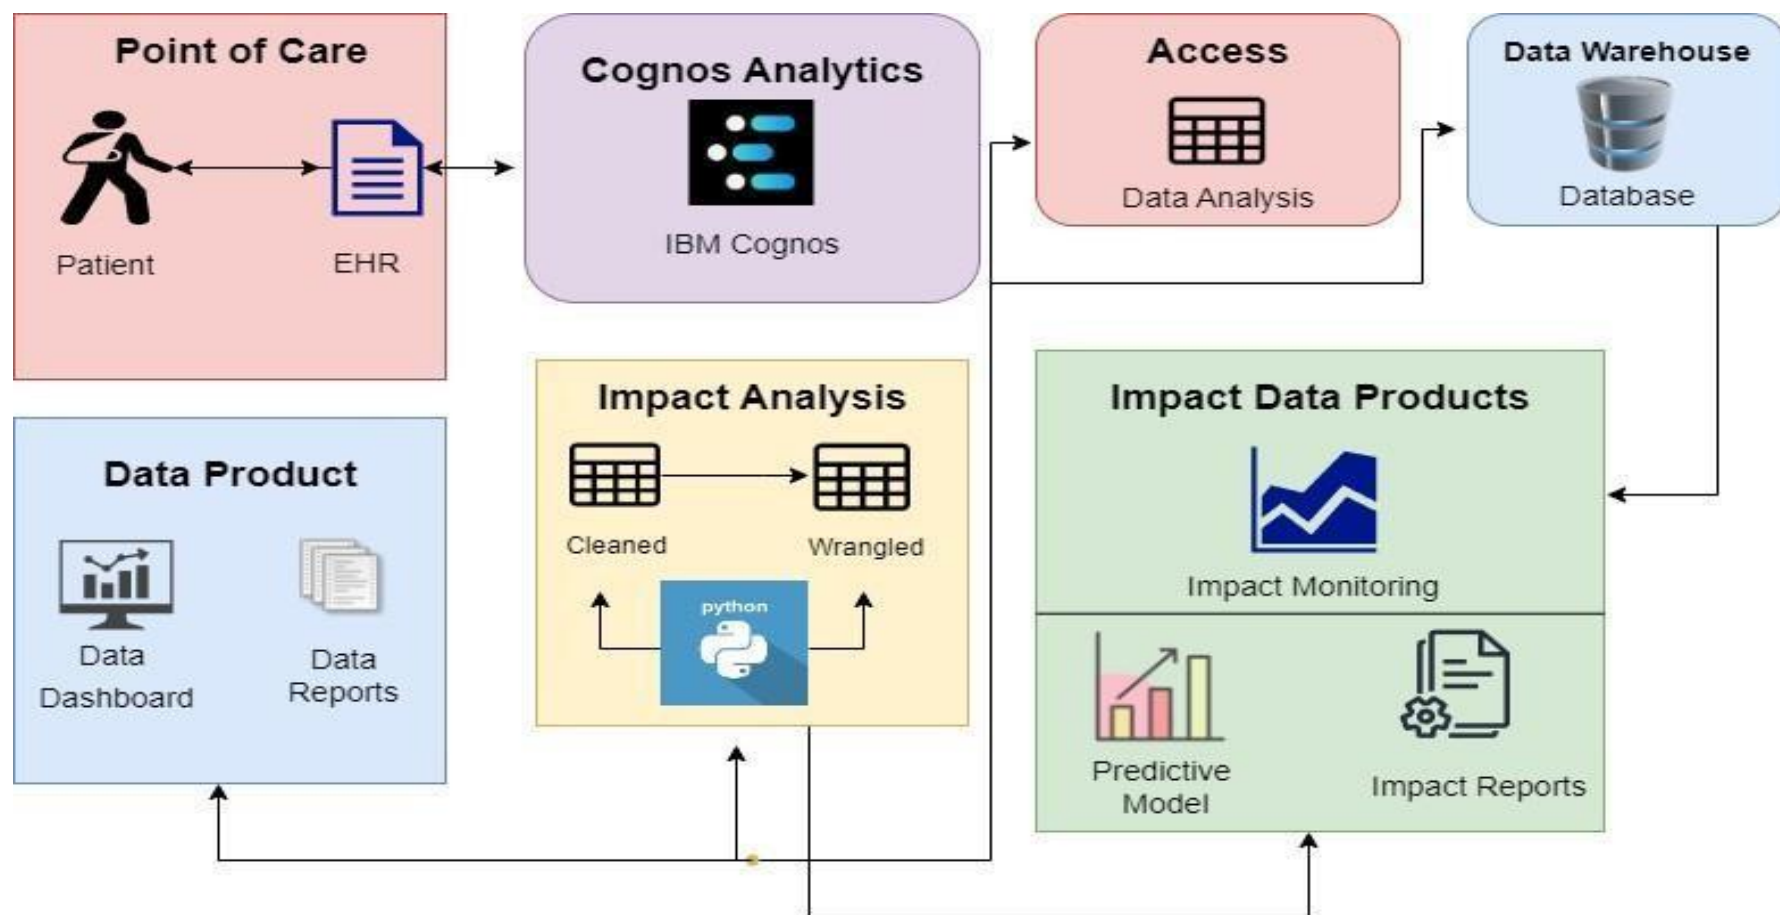 Point of Care
Patient
EHR
Cognos Analytics
IBM Cognos
Access
Data Analysis
Data Warehouse
Database
Data Product
Data
Dashboard
Data
Reports
Impact Analysis
Cleaned
Wrangled
python
Impact Data Products
Impact Monitoring
Predictive
Model
Impact Reports